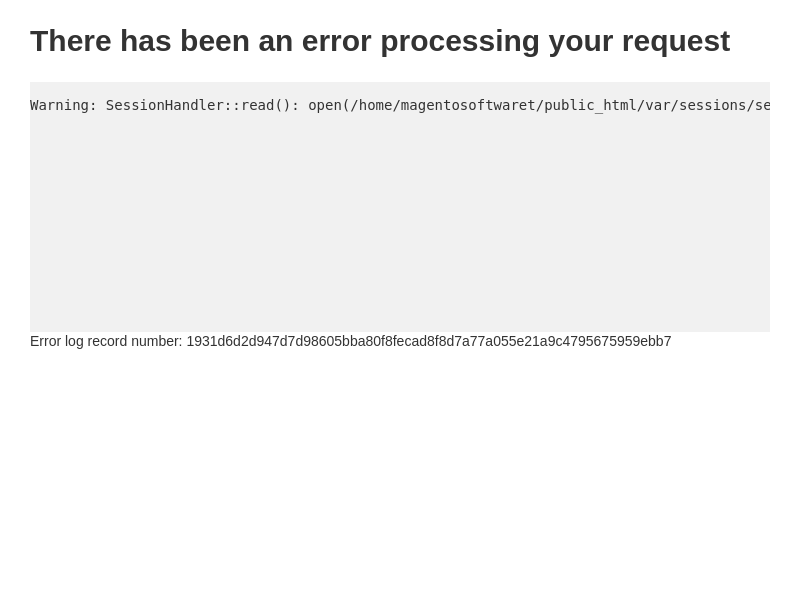 There has been an error processing your request
Warning: SessionHandler::read(): open(/home/magentosoftwaret/public_html/var/sessions/se
Error log record number: 1931d6d2d947d7d98605bba80f8fecad8f8d7a77a055e21a9c4795675959ebb7